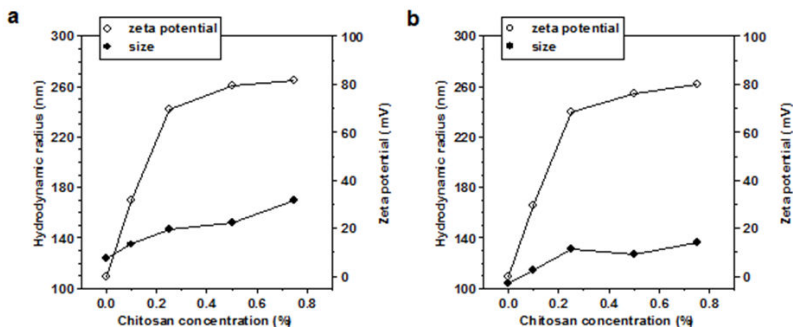 a
zeta potential
size
300
260
220
180
140
100
Hydrodynamic radius (nm)
100
80
60
40
20
0
Zeta potential (mV)
0.0 0.2 0.4 0.6 0.8
Chitosan concentration (%)
b
zeta potential
size
300
260
220
180
140
100
Hydrodynamic radius (nm)
100
80
60
40
20
0
Zeta potential (mV)
0.0 0.2 0.4 0.6 0.8
Chitosan concentration (%)